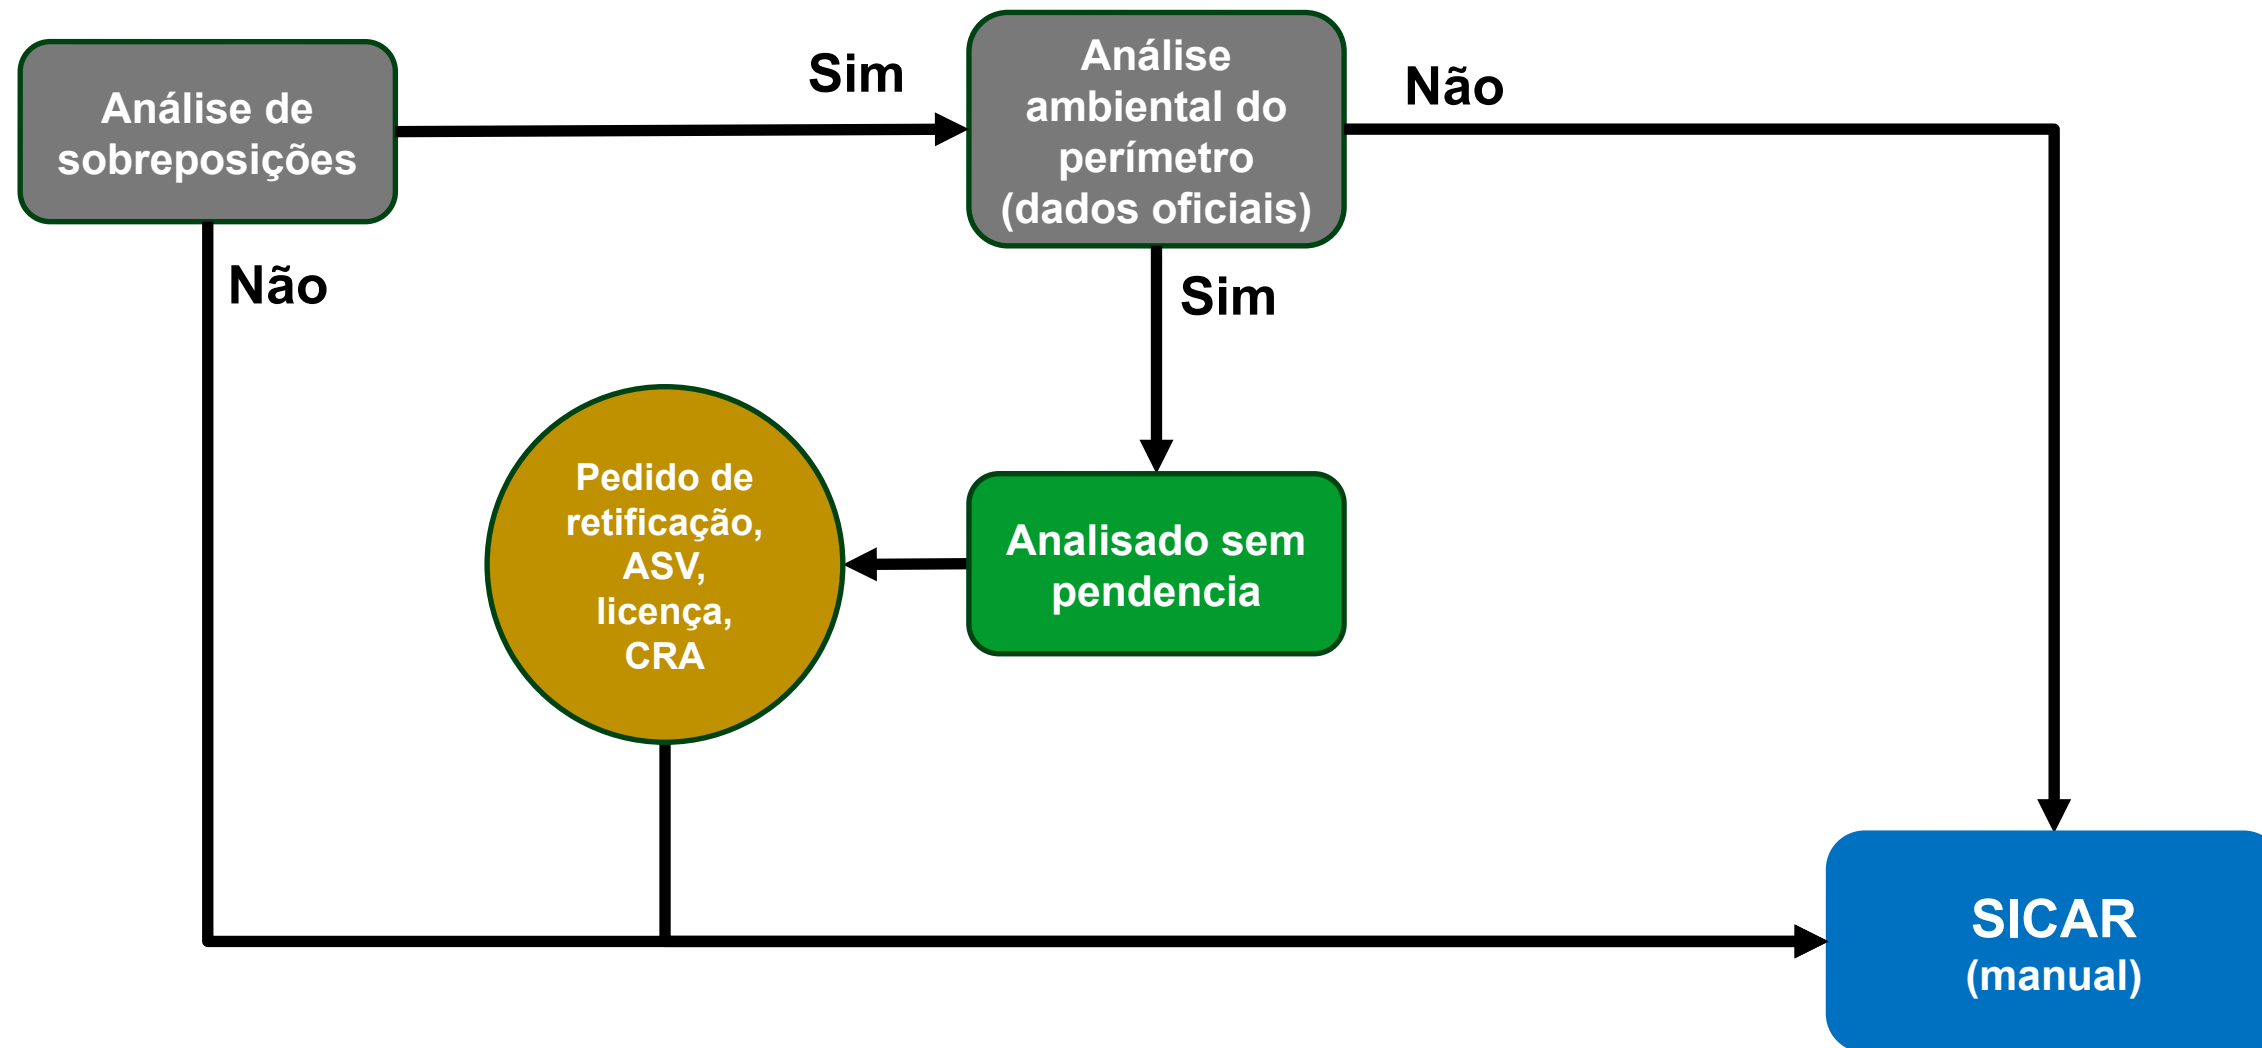 Análise de
sobreposições
Sim
Análise
ambiental do
perímetro
(dados oficiais)
Não
Não
Sim
Pedido de
retificação,
ASV,
licença,
CRA
Analisado sem
pendencia
SICAR
(manual)